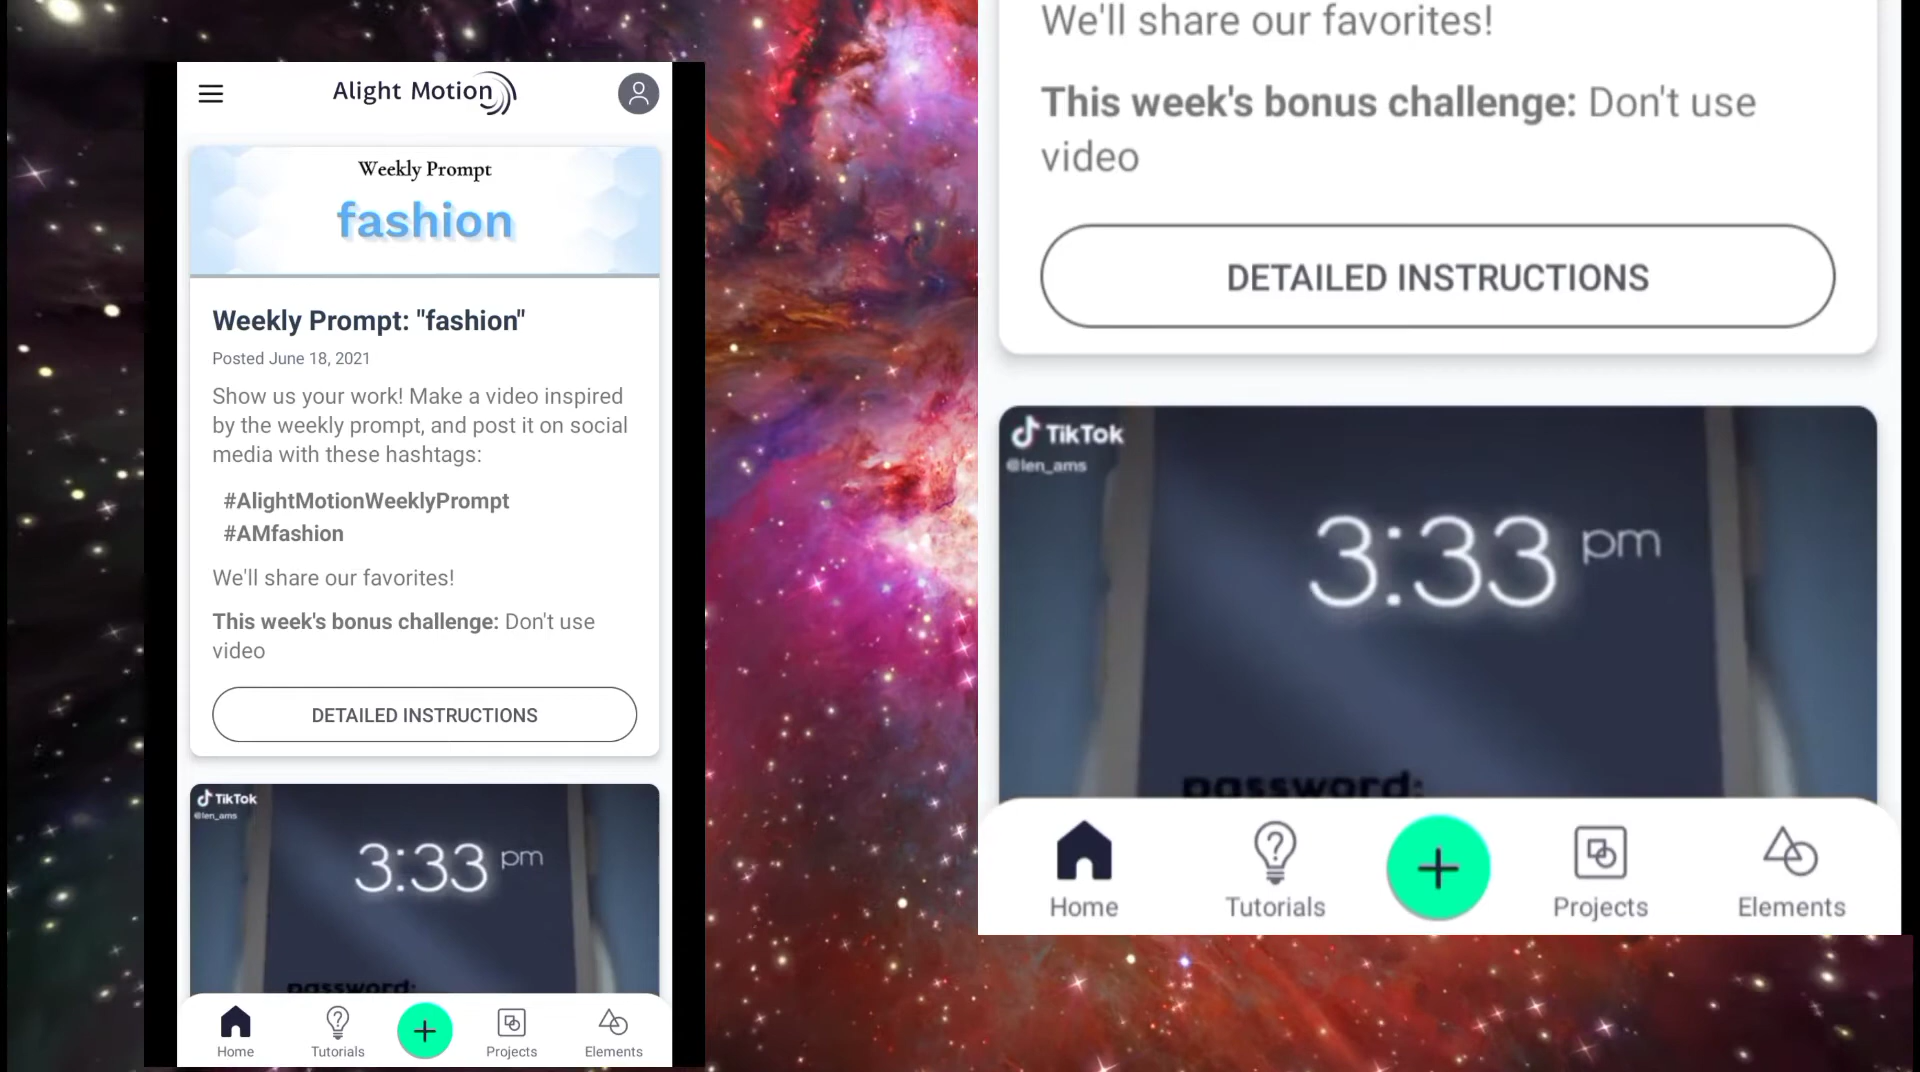 Alight Motion
Weekly Prompt
fashion
Weekly Prompt: "fashion"
Posted June 18, 2021
Show us your work! Make a video inspired
by the weekly prompt, and post it on social
media with these hashtags:
#AlightMotionWeeklyPrompt
#AMfashion
We'll share our favorites!
This week's bonus challenge: Don't use
video
DETAILED INSTRUCTIONS
TikTok
@len_ams
3:33 pm
password:
Home
Tutorials
Projects
Elements
We'll share our favorites!
This week's bonus challenge: Don't use
video
DETAILED INSTRUCTIONS
TikTok
@len_ams
3:33 pm
password:
Home
Tutorials
Projects
Elements